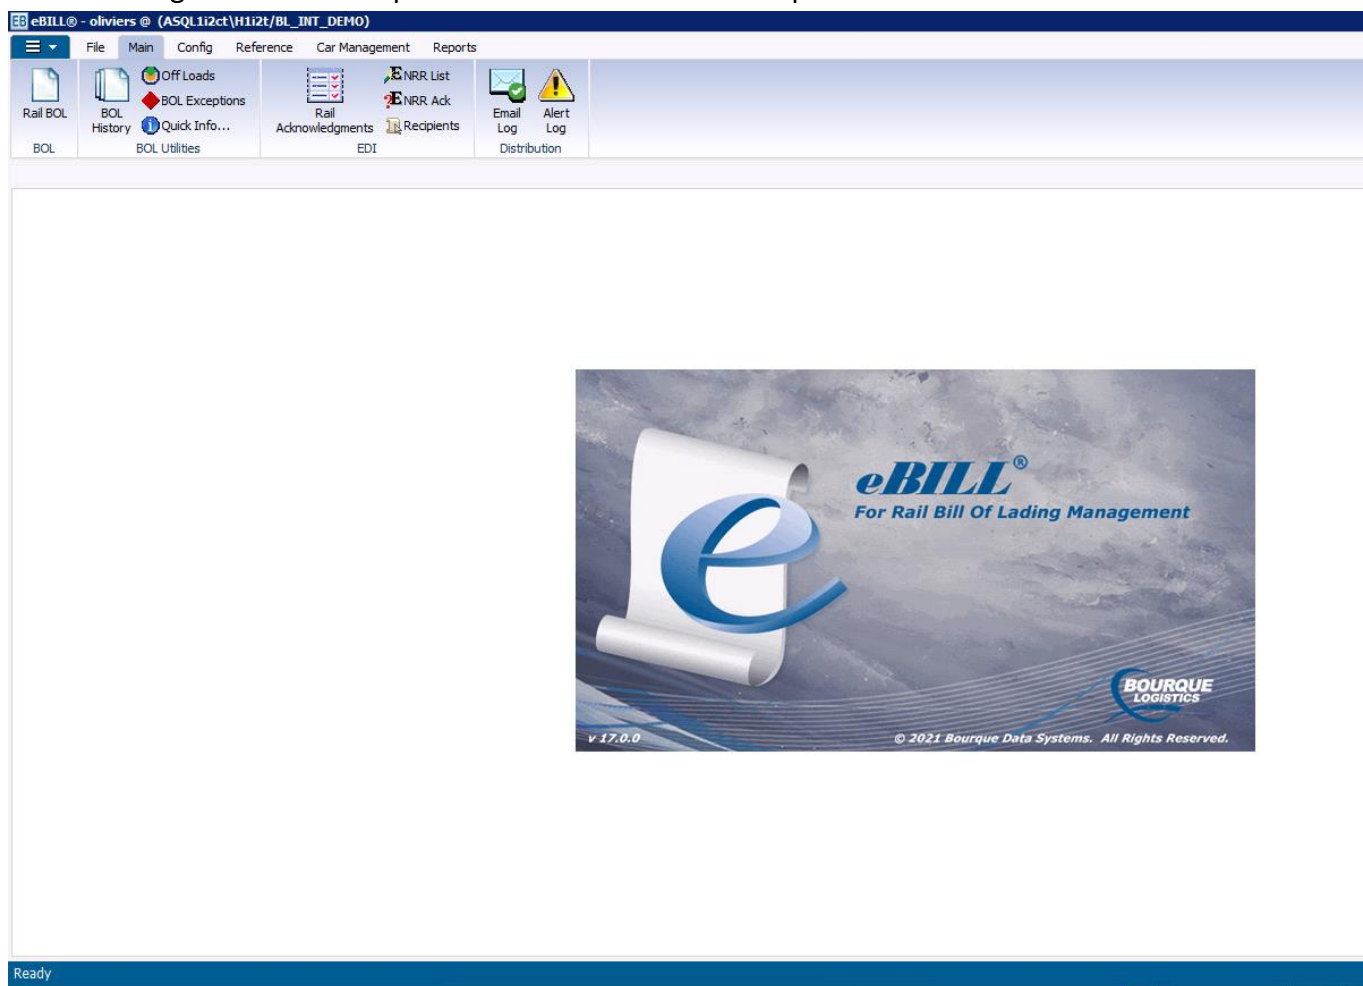 eBILL® - oliviers @ (ASQL1i2ct\H1i2t/BL_INT_DEMO)
File Main Config Reference Car Management Reports
Rail BOL
BOL
BOL
History
Off Loads
BOL Exceptions
Quick Info...
BOL Utilities
Rail
Acknowledgments
NRR List
NRR Ack
Recipients
EDI
Email
Log
Alert
Log
Distribution
eBILL®
For Rail Bill Of Lading Management
BOURQUE
LOGISTICS
v 17.0.0
© 2021 Bourque Data Systems. All Rights Reserved.
Ready